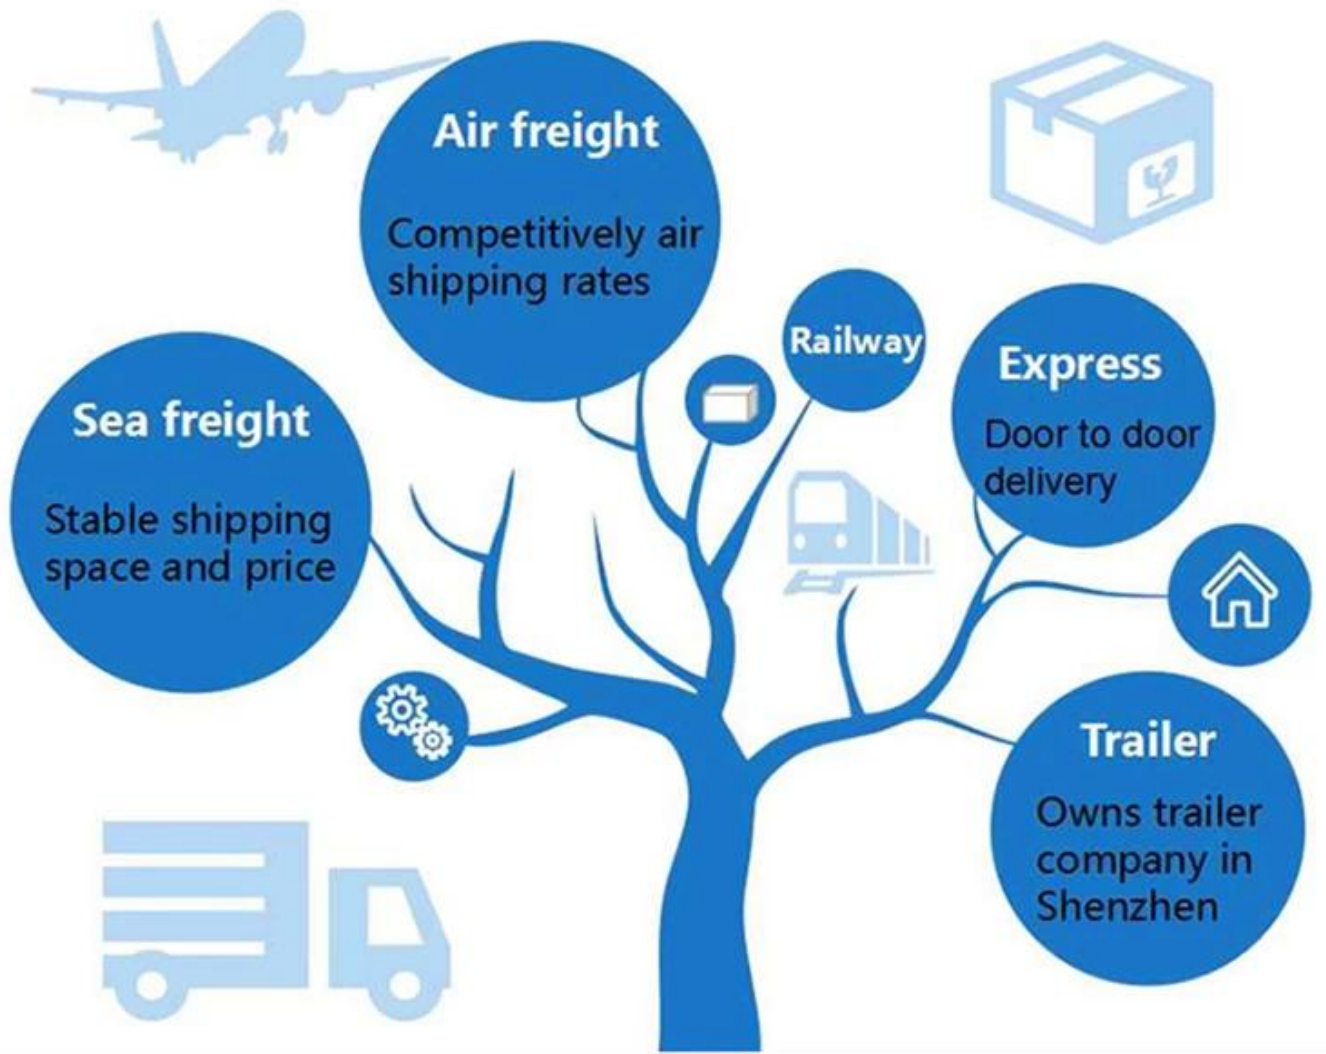 Air freight
Competitively air
shipping rates
Railway
Express
Door to door
delivery
Sea freight
Stable shipping
space and price
Trailer
Owns trailer
company in
Shenzhen